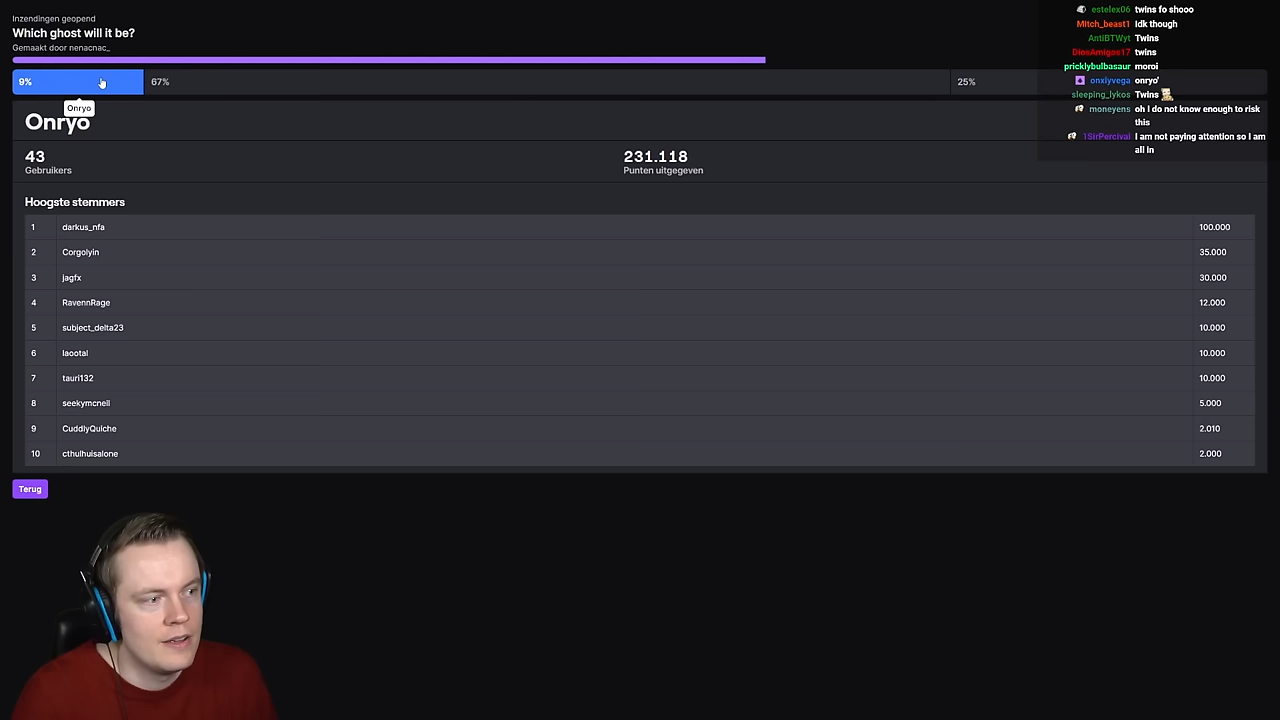 Inzendingen geopend
Which ghost will it be?
Gemaakt door nenacnac_
9%
67%
25%
Onryo
Onryo
43
Gebruikers
231.118
Punten uitgegeven
Hoogste stemmers
1 darkus_nfa 100.000
2 Corgolyin 35.000
3 jagfx 30.000
4 RavennRage 12.000
5 subject_delta23 10.000
6 laootal 10.000
7 tauri132 10.000
8 seekymcneil 5.000
9 CuddlyQuiche 2.010
10 cthulhuisalone 2.000
Terug
estelex06 twins fo shooo
Mitch_beast1 Idk though
AntiBTWyt Twins
DiosAmigos17 twins
pricklybulbasaur moroi
onxiyvega onryo'
sleeping_lykos Twins
moneyens oh I do not know enough to risk
this
1SirPercival I am not paying attention so I am
all in